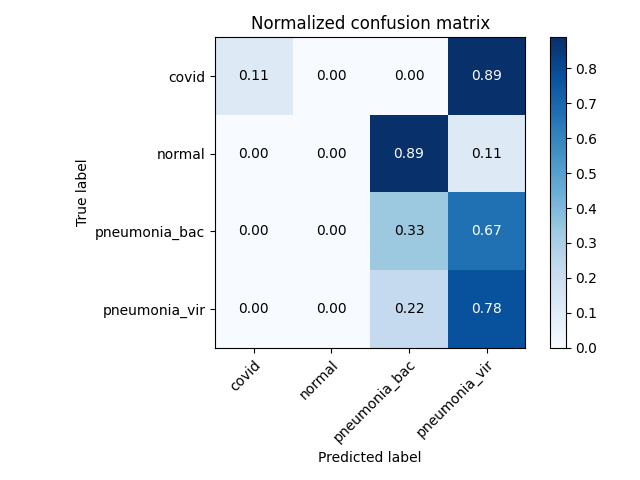 Normalized confusion matrix
covid 0.11 0.00 0.00 0.89
normal 0.00 0.00 0.89 0.11
pneumonia_bac 0.00 0.00 0.33 0.67
pneumonia_vir 0.00 0.00 0.22 0.78
True label
covid normal pneumonia_bac pneumonia_vir
Predicted label
0.8
0.7
0.6
0.5
0.4
0.3
0.2
0.1
0.0